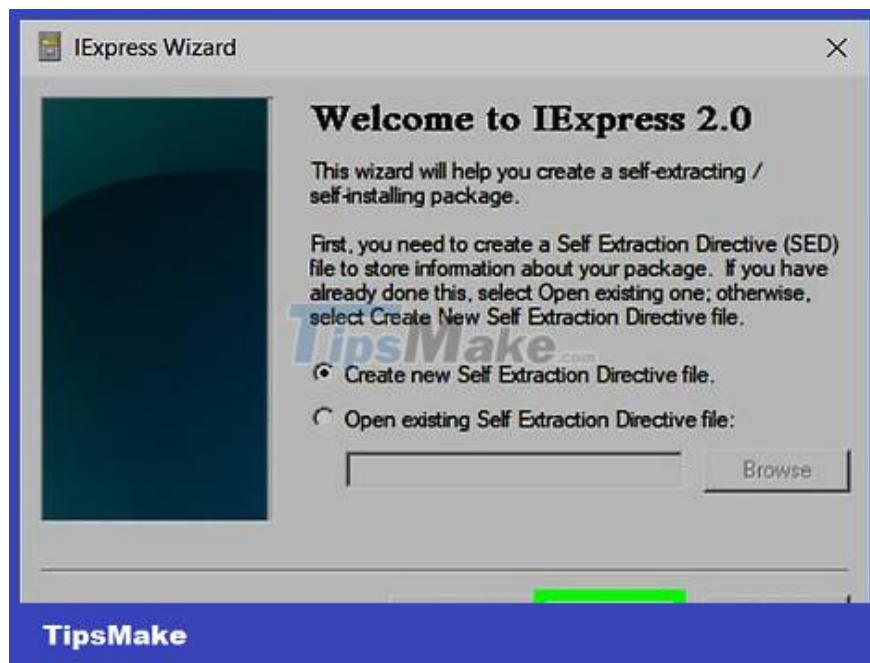 IExpress Wizard
Welcome to IExpress 2.0
This wizard will help you create a self-extracting /
self-installing package.
First, you need to create a Self Extraction Directive (SED)
file to store information about your package. If you have
already done this, select Open existing one; otherwise,
select Create New Self Extraction Directive file.
TipsMake.com
Create new Self Extraction Directive file.
Open existing Self Extraction Directive file:
Browse
TipsMake